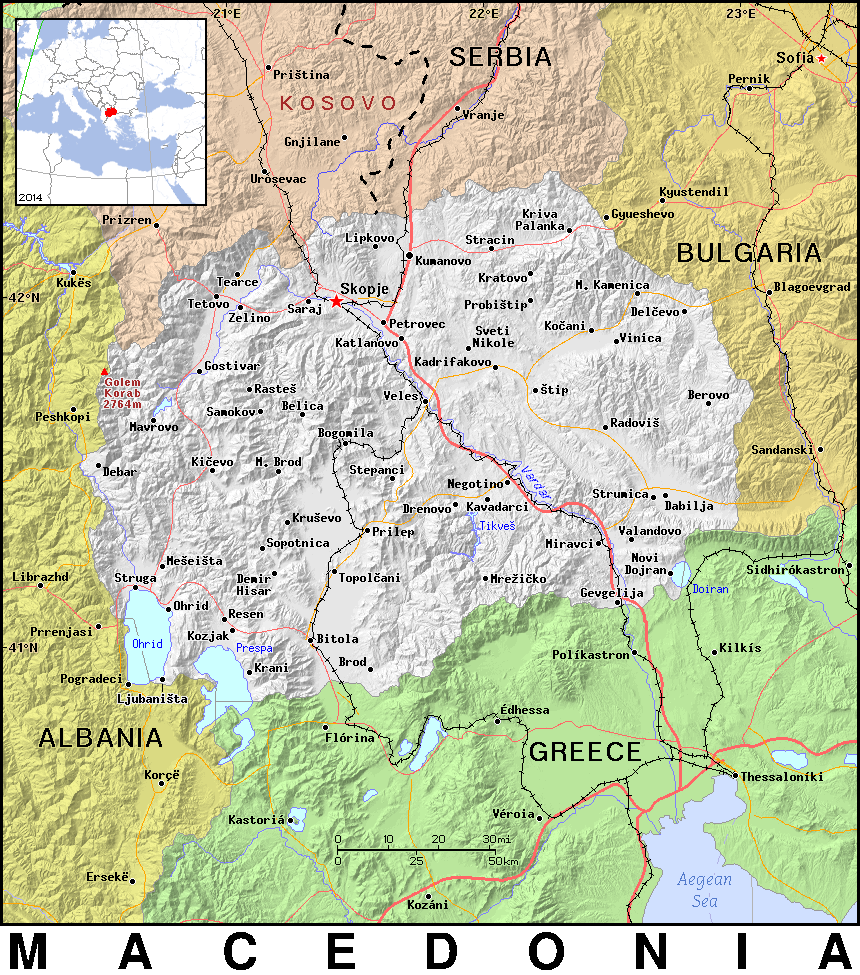 21°E
22°E
23°E
SERBIA
Sofia
Priština
Pernik
KOSOVO
Vranje
Gnjilane
Urosevac
2014
Kyustendil
Prizren
Kriva
Palanka
Gyueshevo
Lipkovo
Stracin
BULGARIA
Kumanovo
Kukës
Tearce
Kratovo
M. Kamenica
Blagoevgrad
Skopje
42°N
Tetovo
Saraj
Probištip
Delčevo
Zelino
Petrovec
Kočani
Sveti
Nikole
Vinica
Katlanovo
Kadrifakovo
Gostivar
Golem
Korab
2764m
Rasteš
Veles
štip
Berovo
Samokov
Belica
Peshkopi
Mavrovo
Radoviš
Bogomila
Sandanski
Debar
Kičevo
M. Brod
Stepanci
Negotino
Vardar
Strumica
Dabilja
Drenovo
Kavadarci
Kruševo
Tikveš
Prilep
Valandovo
Sopotnica
Miravci
Mešeišta
Novi
Dojran
Sidhirókastron
Librazhd
Struga
Demir
Hisar
Topolčani
Mrežičko
Doiran
Gevgelija
Ohrid
Resen
Prrenjasi
Kozjak
Bitola
41°N
Ohrid
Prespa
Kilkís
Políkastron
Krani
Brod
Pogradeci
Ljubaništa
Édhessa
ALBANIA
Flórina
GREECE
Korçë
Thessaloníki
Kastoriá
Véroia
0 10 20 30mi
0 25 50km
Ersekë
Aegean
Sea
Kozáni
MACEDONIA